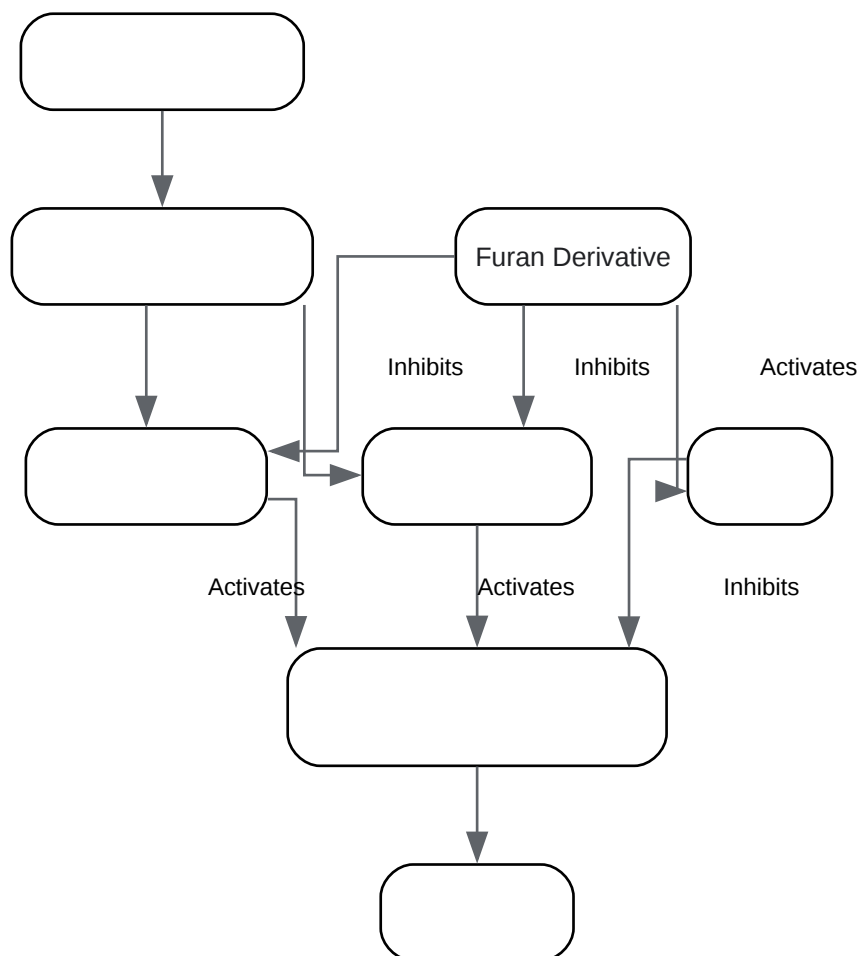 Furan Derivative
Inhibits
Inhibits
Activates
Activates
Activates
Inhibits